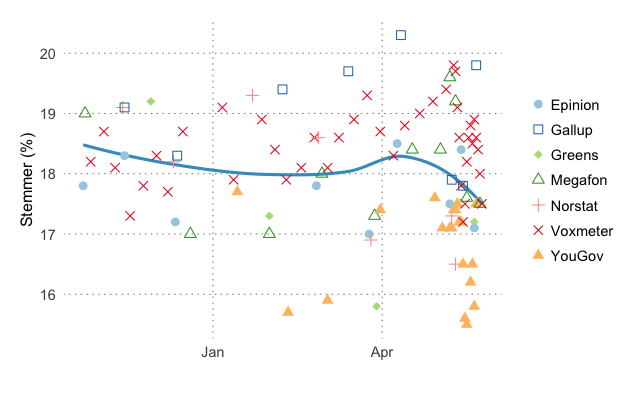 Stemmer (%)
20
19
18
17
16
Jan
Apr
Epinion
Gallup
Greens
Megafon
Norstat
Voxmeter
YouGov